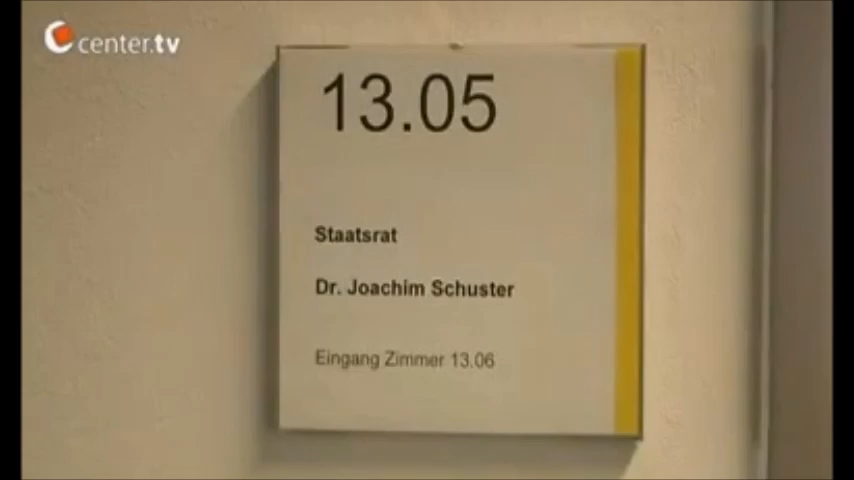 center.tv
13.05
Staatsrat
Dr. Joachim Schuster
Eingang Zimmer 13.06